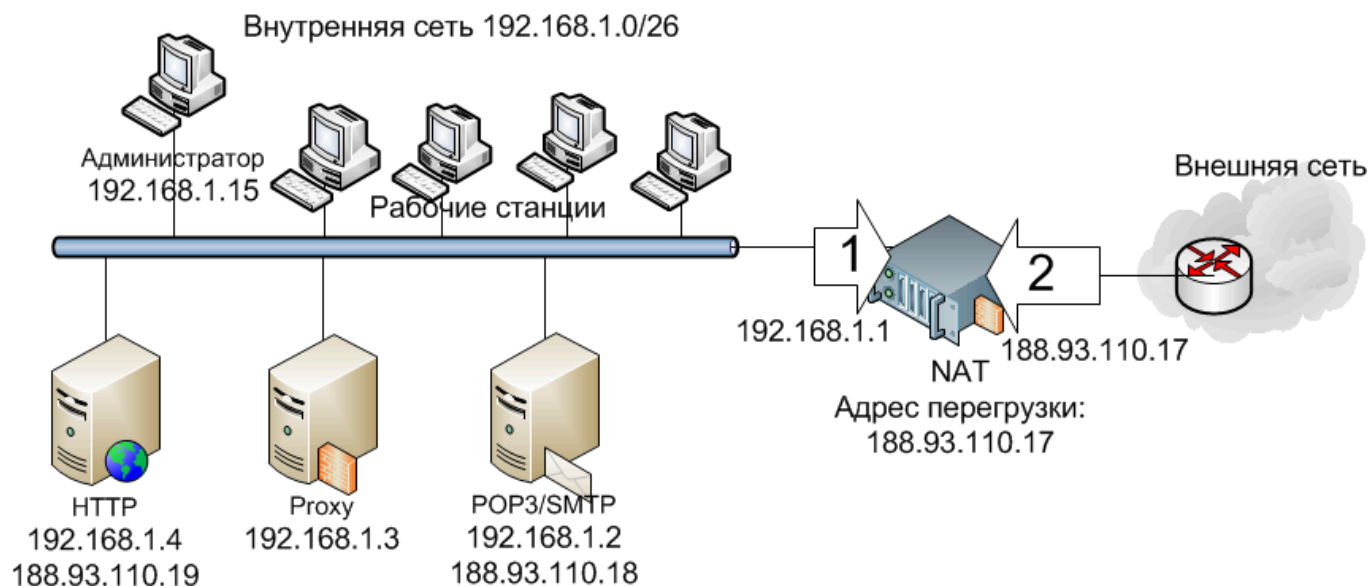 Внутренняя сеть 192.168.1.0/26
Администратор
192.168.1.15
Рабочие станции
Внешняя сеть
1
2
192.168.1.1
188.93.110.17
NAT
Адрес перегрузки:
188.93.110.17
HTTP
192.168.1.4
188.93.110.19
Proxy
192.168.1.3
POP3/SMTP
192.168.1.2
188.93.110.18